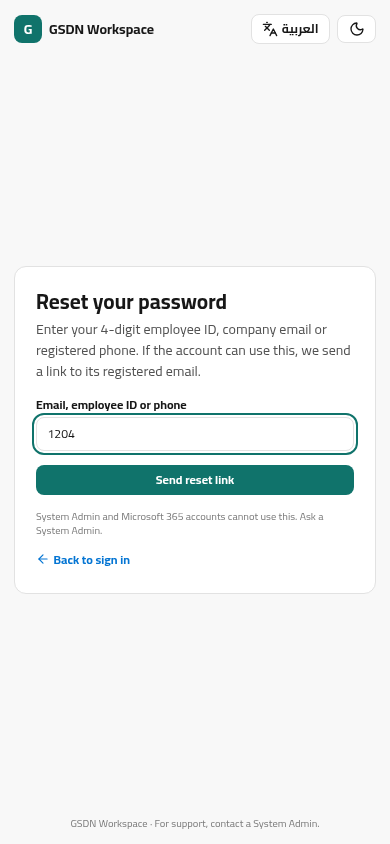 G GSDN Workspace العربية
Reset your password
Enter your 4-digit employee ID, company email or
registered phone. If the account can use this, we send
a link to its registered email.
Email, employee ID or phone
1204
Send reset link
System Admin and Microsoft 365 accounts cannot use this. Ask a
System Admin.
Back to sign in
GSDN Workspace · For support, contact a System Admin.